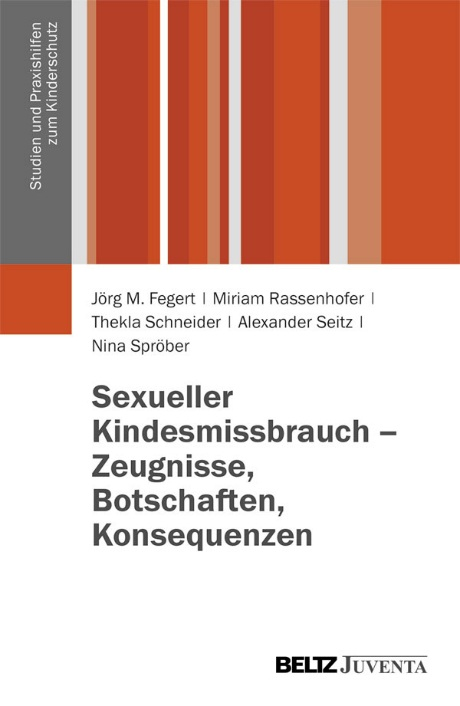 Studien und Praxishilfen
zum Kinderschutz
Jörg M. Fegert | Miriam Rassenhofer |
Thekla Schneider | Alexander Seitz |
Nina Spröber
Sexueller
Kindesmissbrauch –
Zeugnisse,
Botschaften,
Konsequenzen
BELTZ JUVENTA